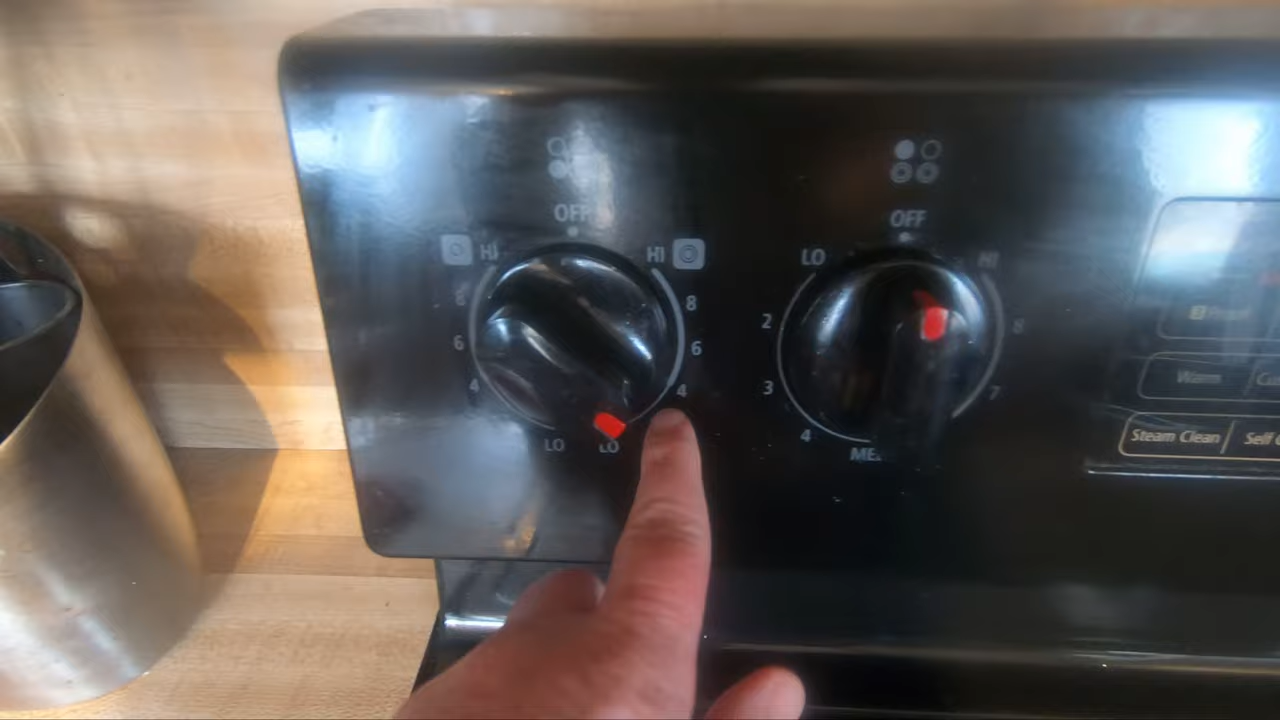 OFF
HI HI
8 8
6 6
4 4
LO LO
OFF
LO HI
2 8
3 7
4
Warm
Steam Clean